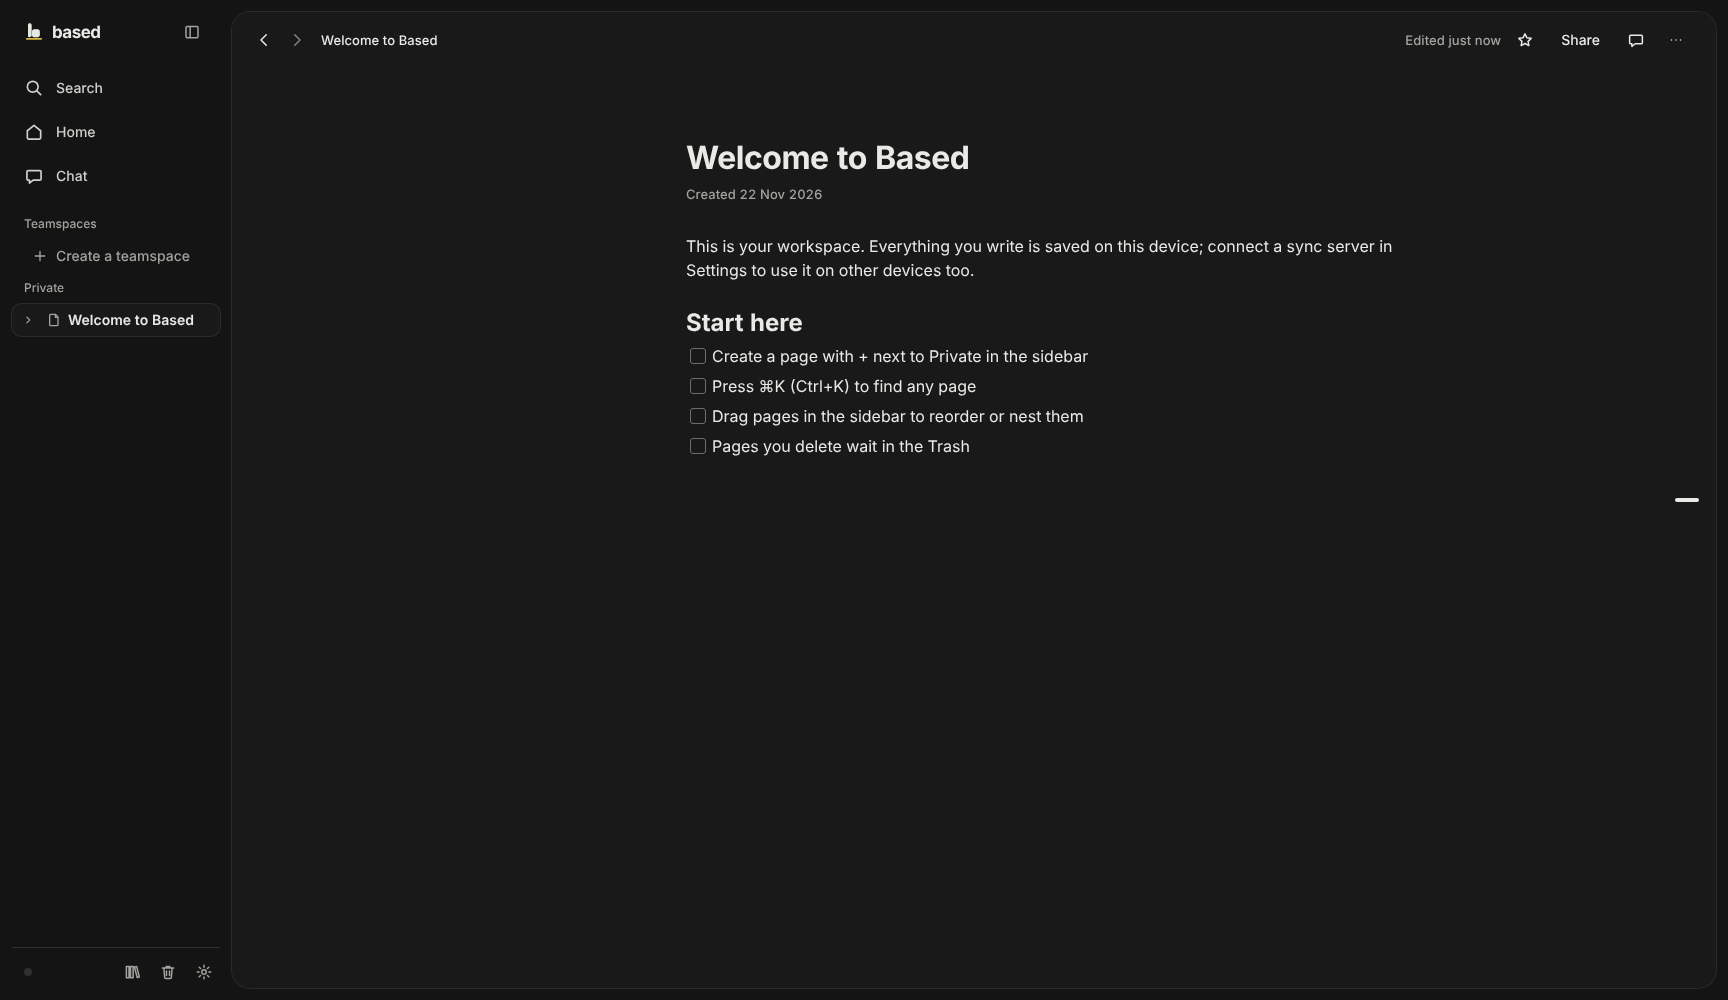 based
Search
Home
Chat
Teamspaces
Create a teamspace
Private
Welcome to Based
Welcome to Based
Edited just now
Share
Welcome to Based
Created 22 Nov 2026
This is your workspace. Everything you write is saved on this device; connect a sync server in
Settings to use it on other devices too.
Start here
Create a page with + next to Private in the sidebar
Press ⌘K (Ctrl+K) to find any page
Drag pages in the sidebar to reorder or nest them
Pages you delete wait in the Trash